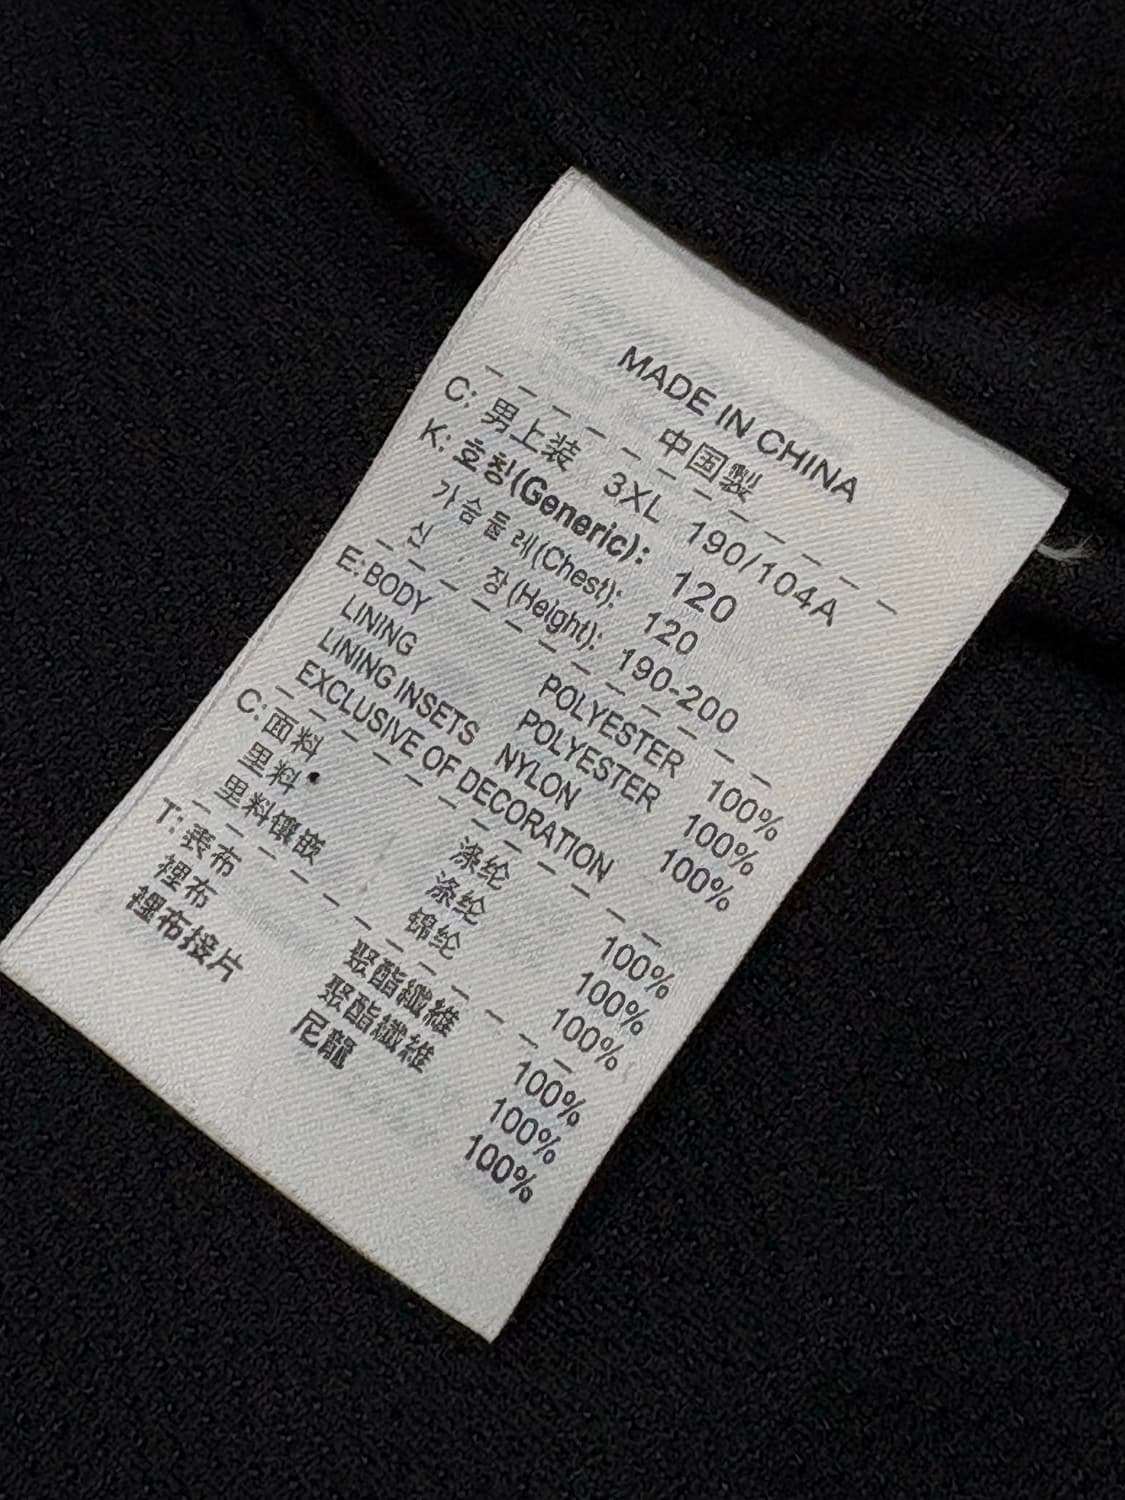 MADE IN CHINA
中国製
C: 男上装 3XL 190/104A
K: 호칭(Generic): 120
가슴둘레(Chest): 120
신 장(Height): 190-200
E: BODY POLYESTER 100%
LINING POLYESTER 100%
LINING INSETS NYLON 100%
EXCLUSIVE OF DECORATION
C: 面料 涤纶 100%
里料 涤纶 100%
里料镶嵌 锦纶 100%
T: 表布 聚酯纖維 100%
裡布 聚酯纖維 100%
裡布接片 尼龍 100%